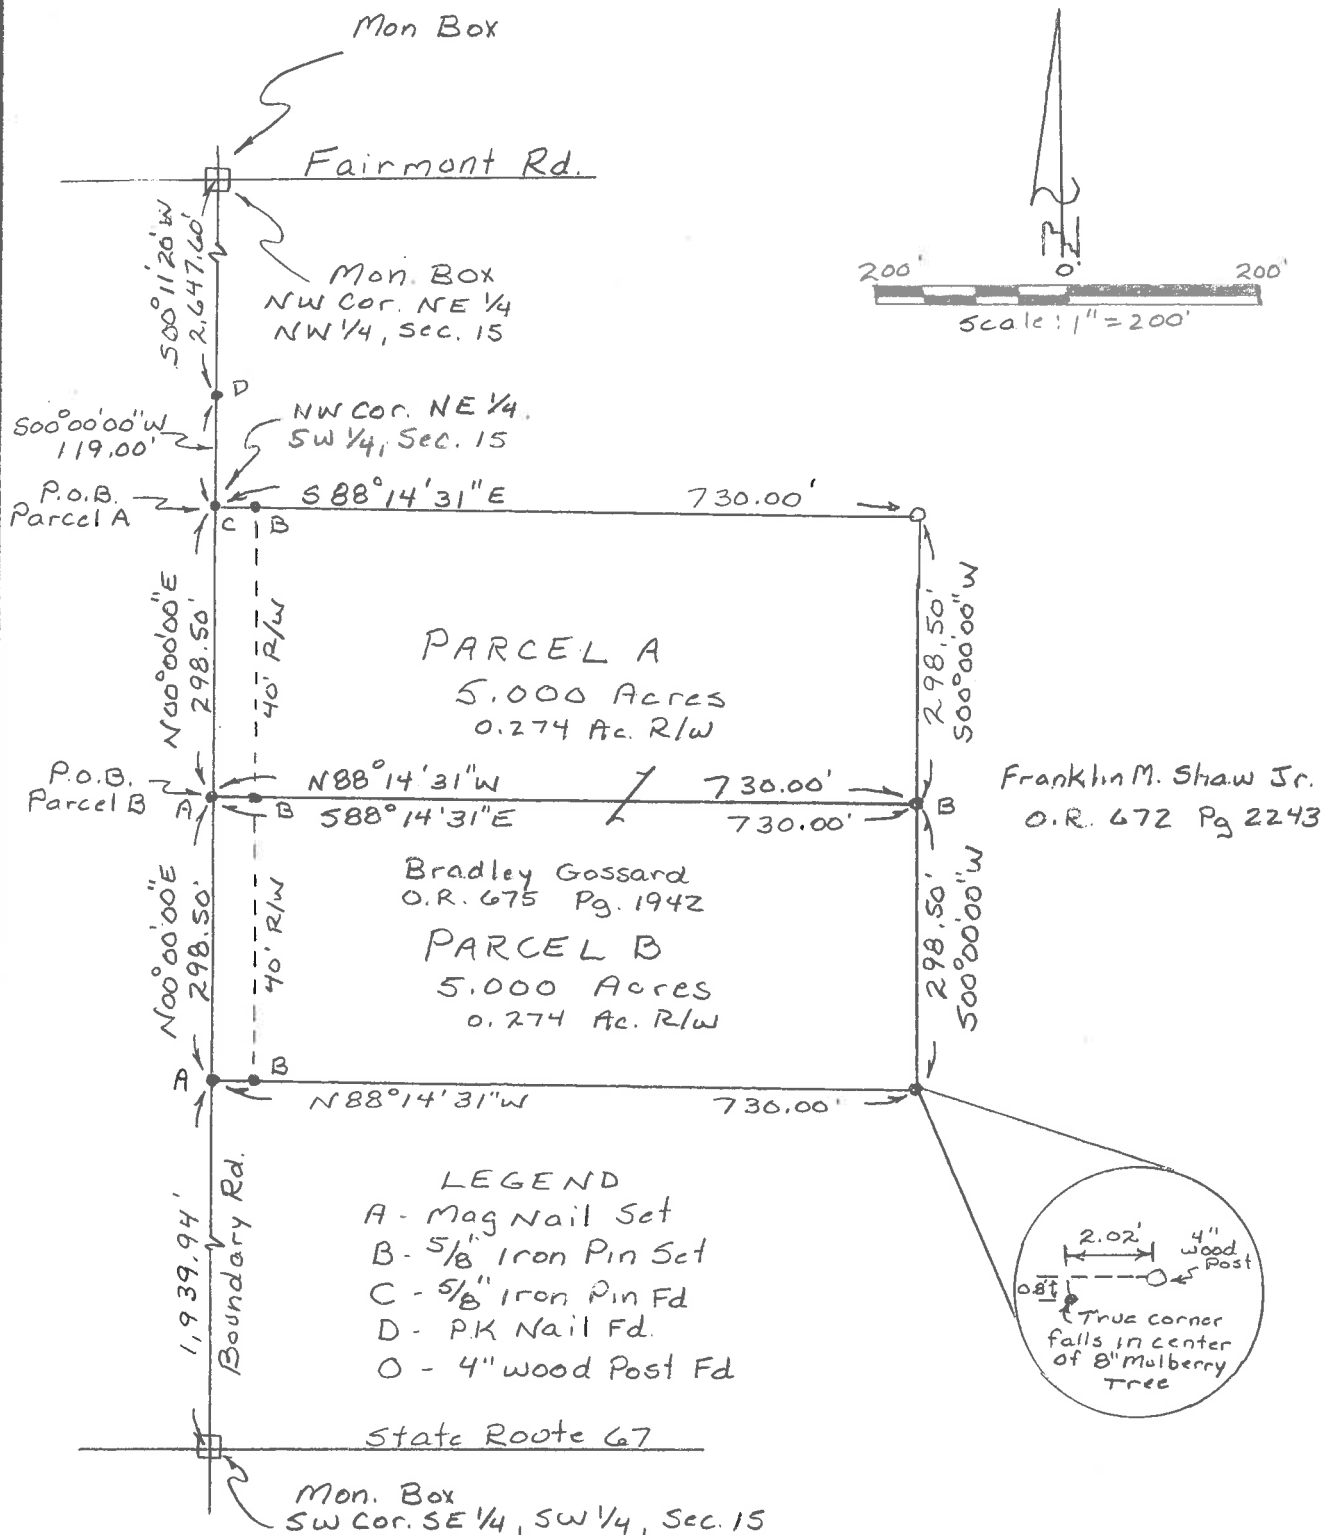 Mon Box
Fairmont Rd.
S00°11'20"W
2,647.60'
Mon. Box
NW Cor. NE 1/4
NW 1/4, Sec. 15
N
200' 0' 200'
Scale: 1" = 200'
D
S00°00'00"W
119.00'
NW Cor. NE 1/4
SW 1/4, Sec. 15
P.O.B.
Parcel A
C B
S88°14'31"E 730.00'
N00°00'00"E
298.50'
40' R/W
PARCEL A
5.000 Acres
0.274 Ac. R/W
298.50'
S00°00'00"W
P.O.B.
Parcel B
A B
N88°14'31"W 730.00'
S88°14'31"E 730.00'
B
Franklin M. Shaw Jr.
O.R. 672 Pg 2243
N00°00'00"E
298.50'
40' R/W
Bradley Gossard
O.R. 675 Pg. 1942
PARCEL B
5.000 Acres
0.274 Ac. R/W
298.50'
S00°00'00"W
A B
N88°14'31"W 730.00'
1,939.94'
Boundary Rd.
LEGEND
A - Mag Nail Set
B - 5/8" Iron Pin Set
C - 5/8" Iron Pin Fd
D - P.K Nail Fd.
O - 4" wood Post Fd
2.02'
4"
wood
Post
0.8'
True corner
falls in center
of 8" Mulberry
Tree
State Route 67
Mon. Box
SW Cor. SE 1/4, SW 1/4, Sec. 15